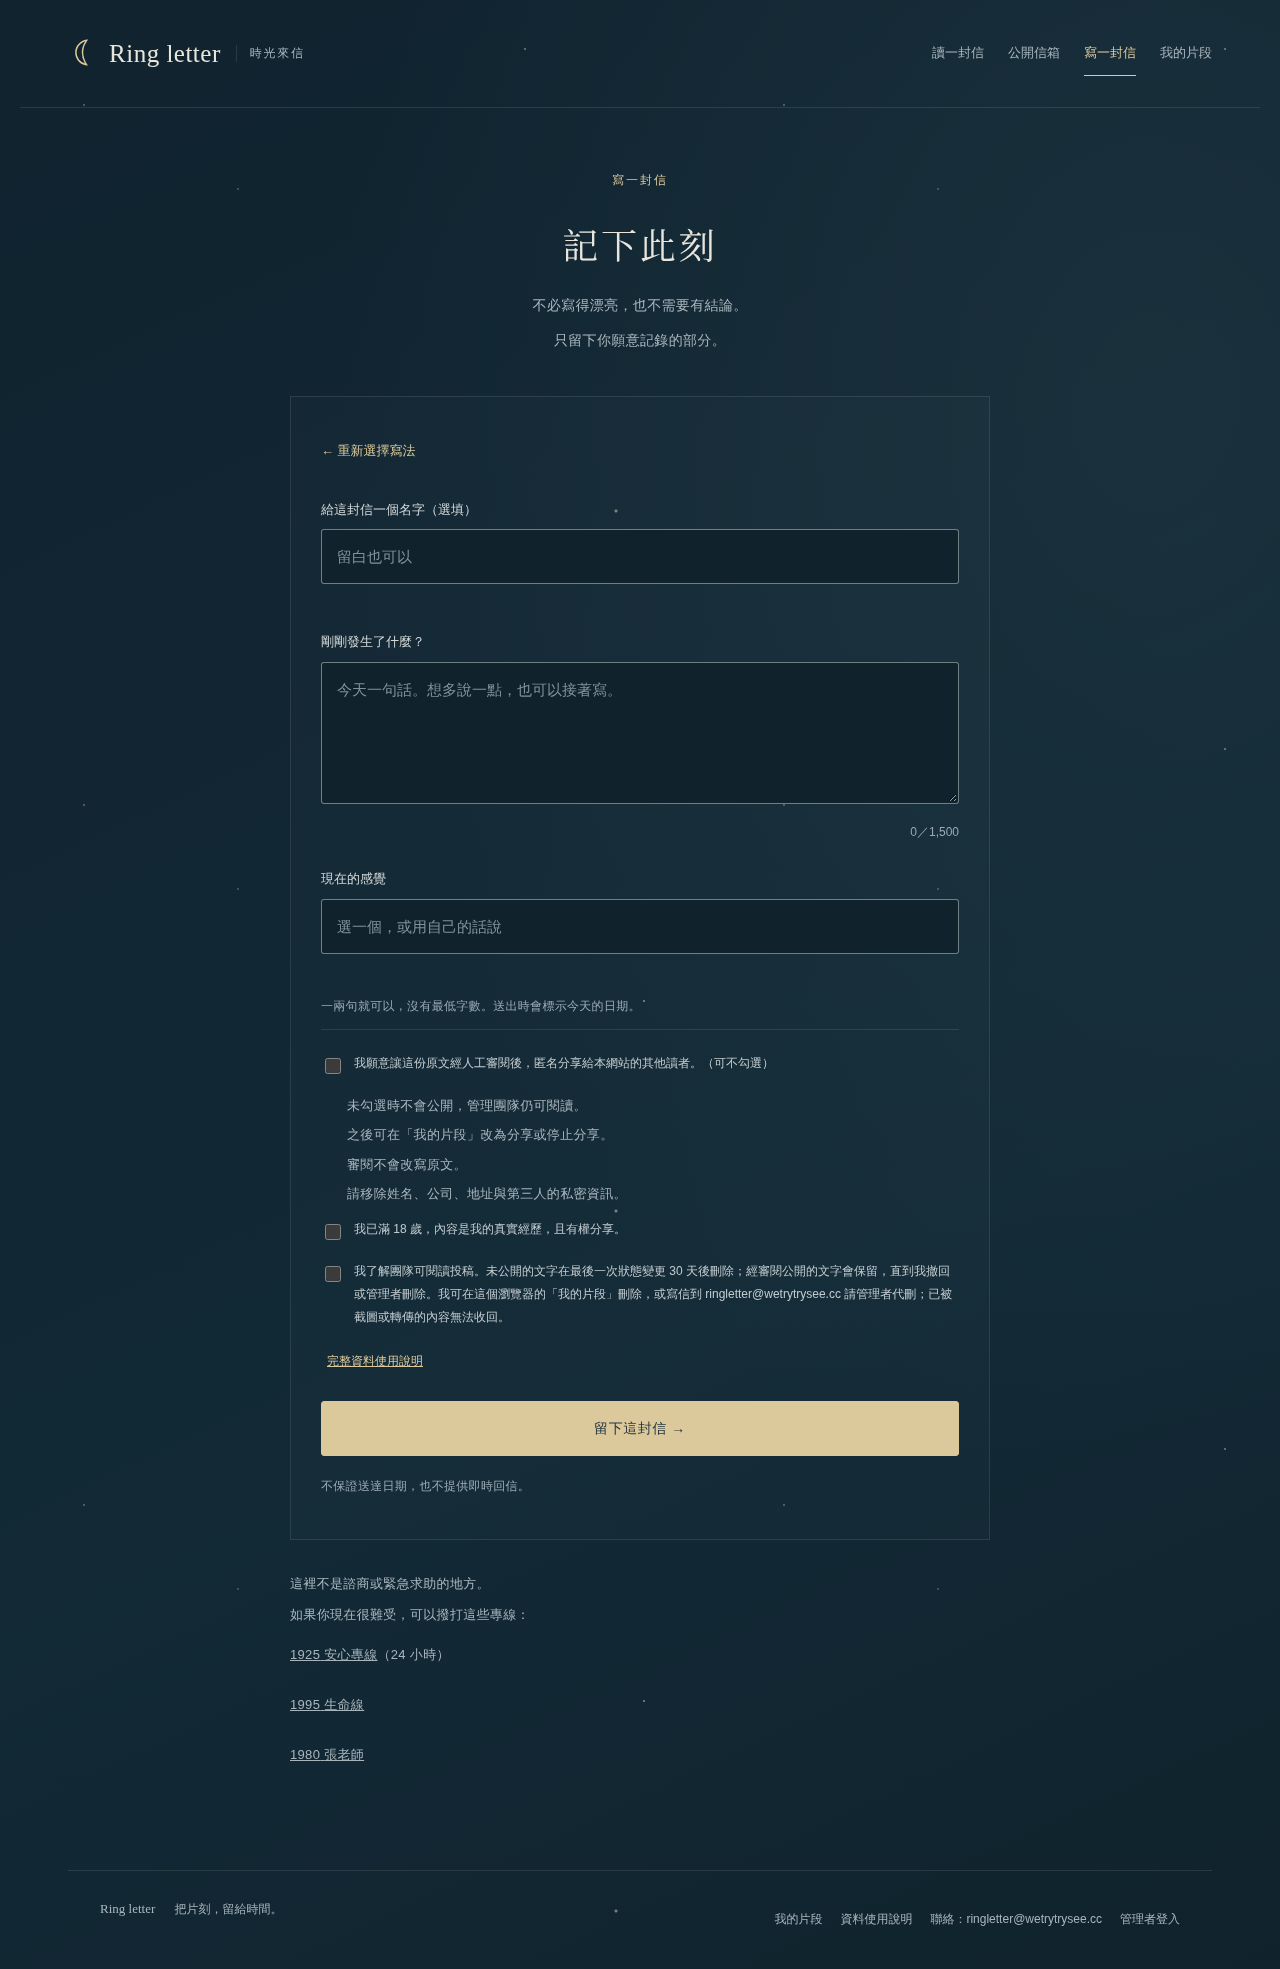 Ring letter 時光來信
讀一封信 公開信箱 寫一封信 我的片段
寫一封信
記下此刻
不必寫得漂亮，也不需要有結論。
只留下你願意記錄的部分。
← 重新選擇寫法
給這封信一個名字（選填）
留白也可以
剛剛發生了什麼？
今天一句話。想多說一點，也可以接著寫。
0／1,500
現在的感覺
選一個，或用自己的話說
一兩句就可以，沒有最低字數。送出時會標示今天的日期。
我願意讓這份原文經人工審閱後，匿名分享給本網站的其他讀者。（可不勾選）
未勾選時不會公開，管理團隊仍可閱讀。
之後可在「我的片段」改為分享或停止分享。
審閱不會改寫原文。
請移除姓名、公司、地址與第三人的私密資訊。
我已滿 18 歲，內容是我的真實經歷，且有權分享。
我了解團隊可閱讀投稿。未公開的文字在最後一次狀態變更 30 天後刪除；經審閱公開的文字會保留，直到我撤回
或管理者刪除。我可在這個瀏覽器的「我的片段」刪除，或寫信到 ringletter@wetrytrysee.cc 請管理者代刪；已被
截圖或轉傳的內容無法收回。
完整資料使用說明
留下這封信 →
不保證送達日期，也不提供即時回信。
這裡不是諮商或緊急求助的地方。
如果你現在很難受，可以撥打這些專線：
1925 安心專線（24 小時）
1995 生命線
1980 張老師
Ring letter 把片刻，留給時間。
我的片段 資料使用說明 聯絡：ringletter@wetrytrysee.cc 管理者登入